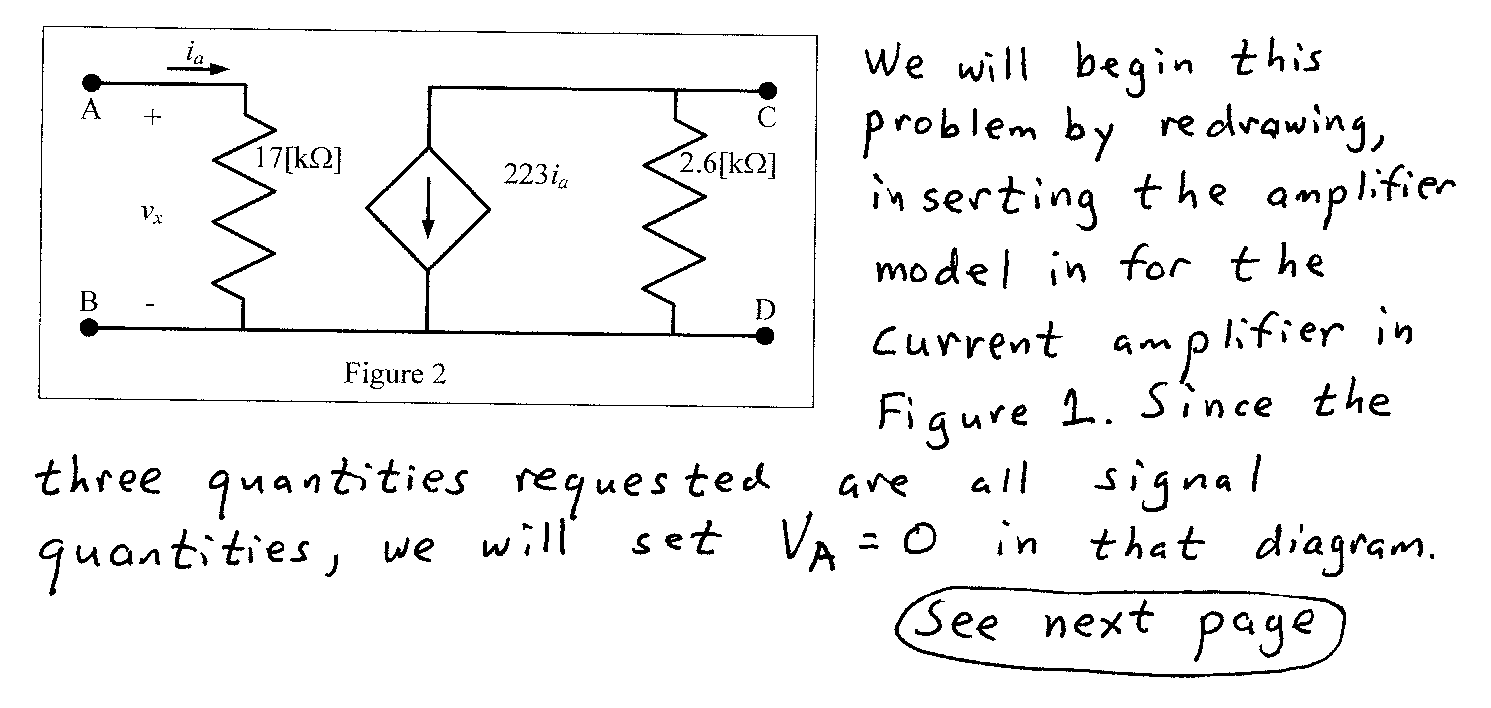 i_a
A
+
17[kΩ]
v_x
B
-
223i_a
C
2.6[kΩ]
D
Figure 2
We will begin this
problem by redrawing,
inserting the amplifier
model in for the
current amplifier in
Figure 1. Since the
three quantities requested are all signal
quantities, we will set V_A = 0 in that diagram.
See next page